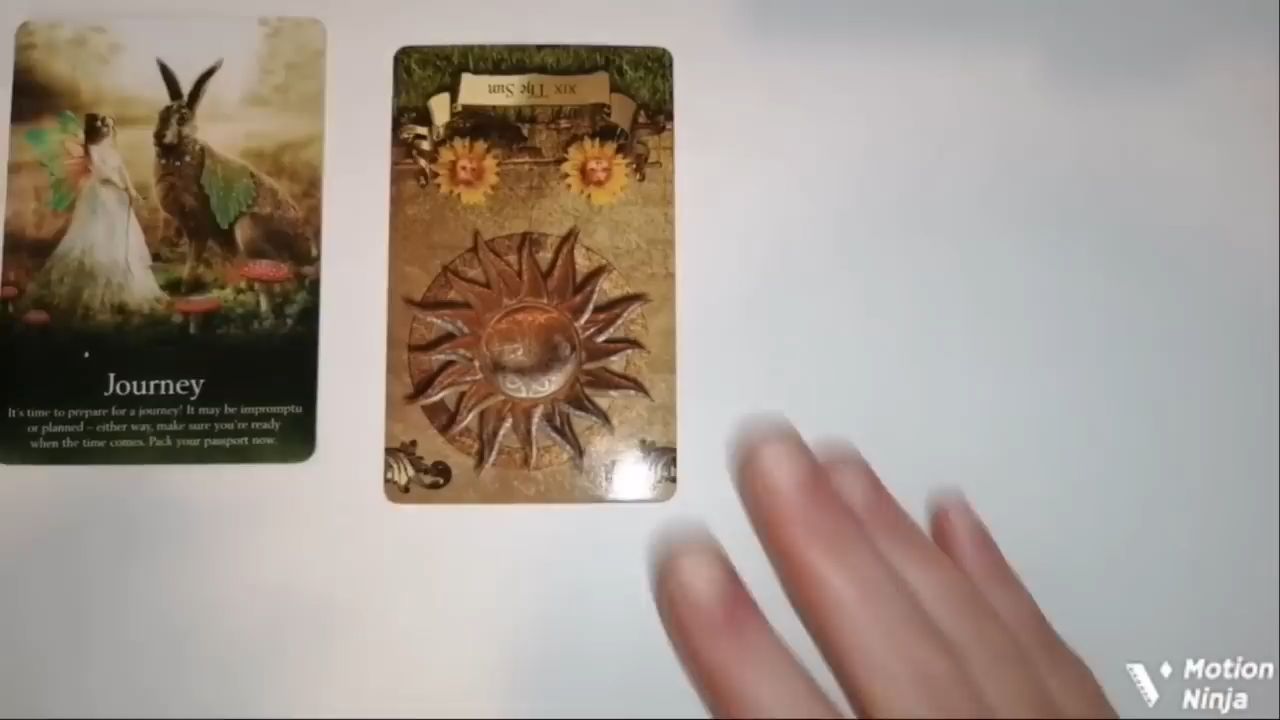 XIX The Sun
Journey
It's time to prepare for a journey! It may be impromptu
or planned – either way, make sure you're ready
when the time comes. Pack your passport now.
Motion
Ninja